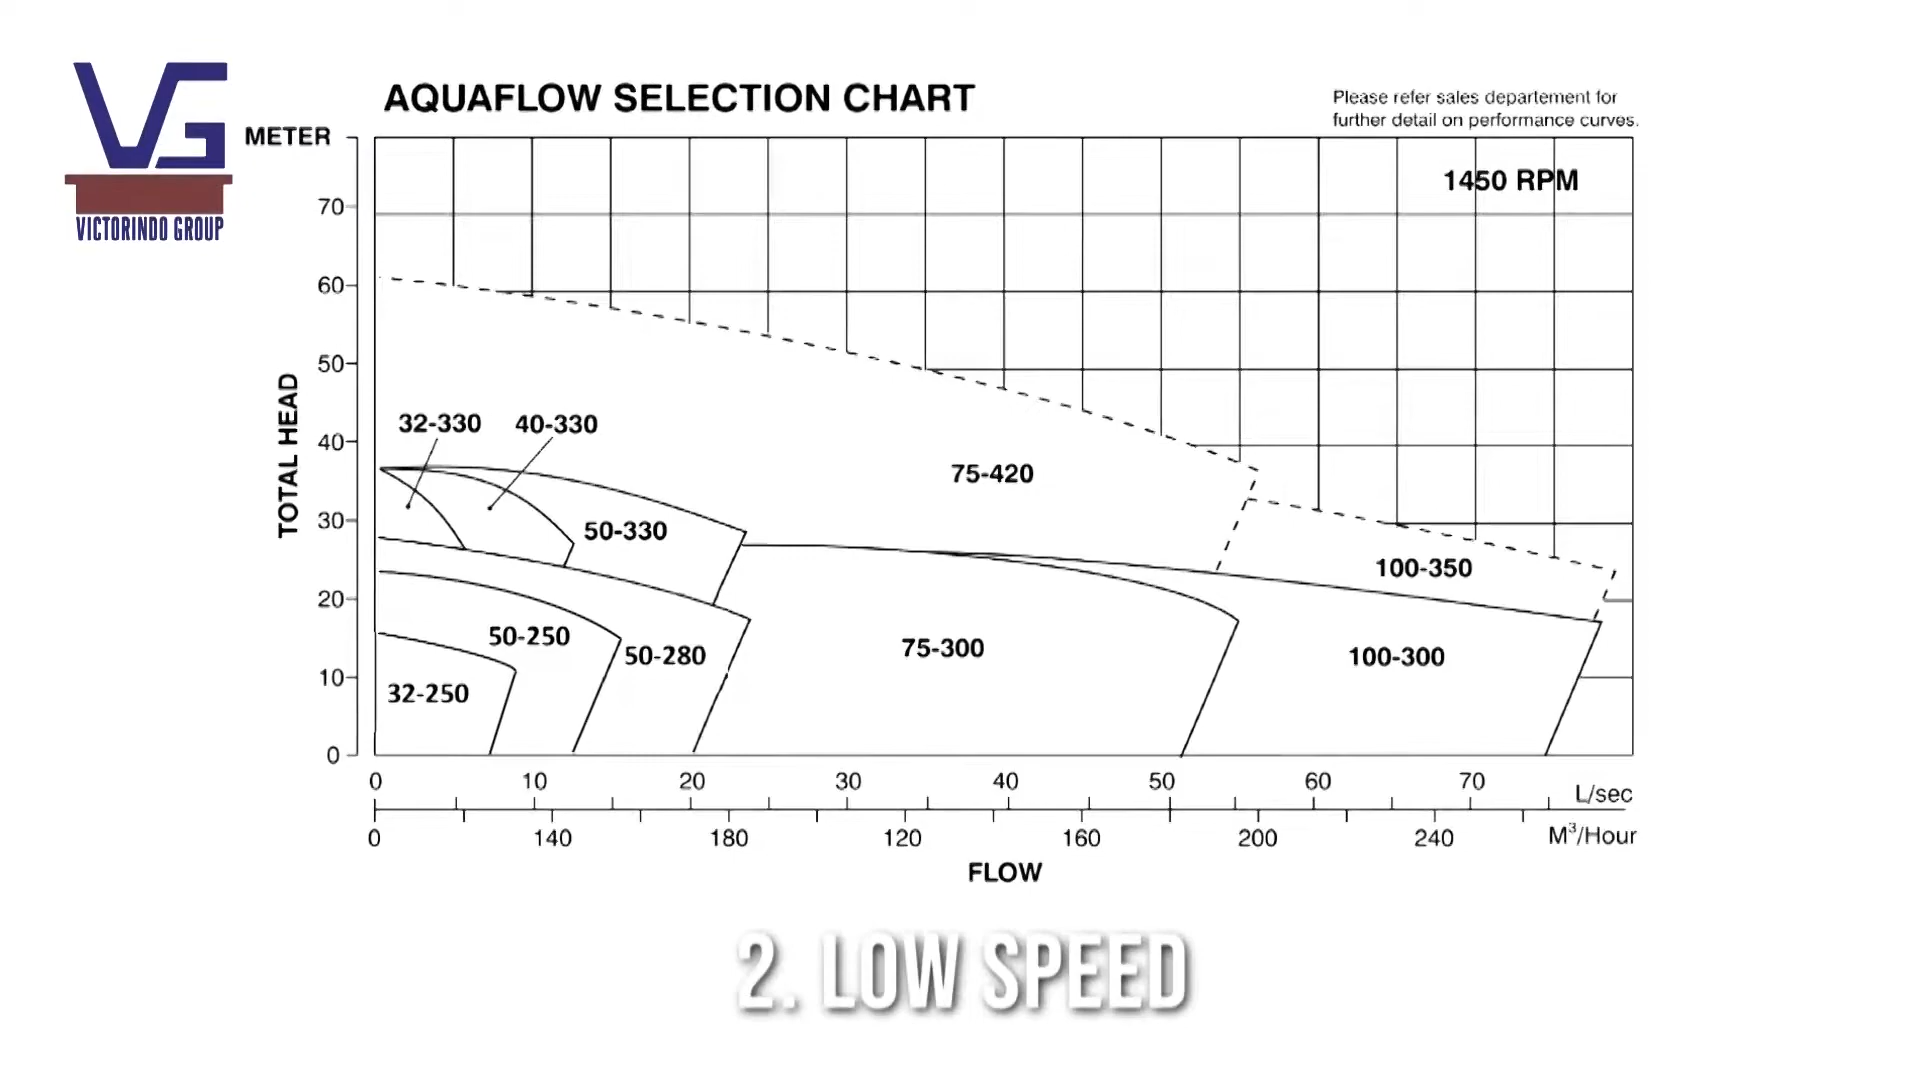 AQUAFLOW SELECTION CHART
Please refer sales departement for
further detail on performance curves.
VG
VICTORINDO GROUP
METER
1450 RPM
70
60
50
40
30
20
10
0
TOTAL HEAD
32-330
40-330
75-420
50-330
100-350
50-250
50-280
75-300
100-300
32-250
0 10 20 30 40 50 60 70 L/sec
0 140 180 120 160 200 240 M³/Hour
FLOW
2. LOW SPEED